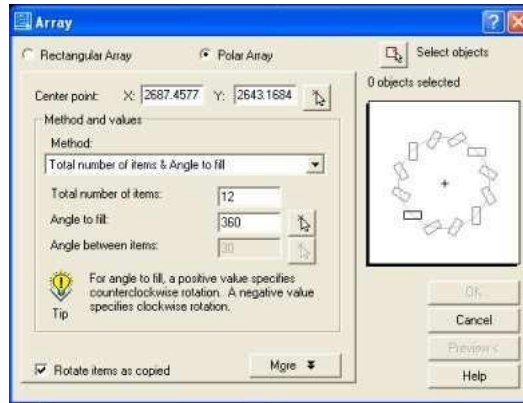 Array
Rectangular Array
Polar Array
Select objects
0 objects selected
Center point:
X: 2687.4577
Y: 2643.1684
Method and values
Method:
Total number of items & Angle to fill
Total number of items: 12
Angle to fill: 360
Angle between items: 30
Tip
For angle to fill, a positive value specifies
counterclockwise rotation. A negative value
specifies clockwise rotation.
Rotate items as copied
More
OK
Cancel
Preview <
Help